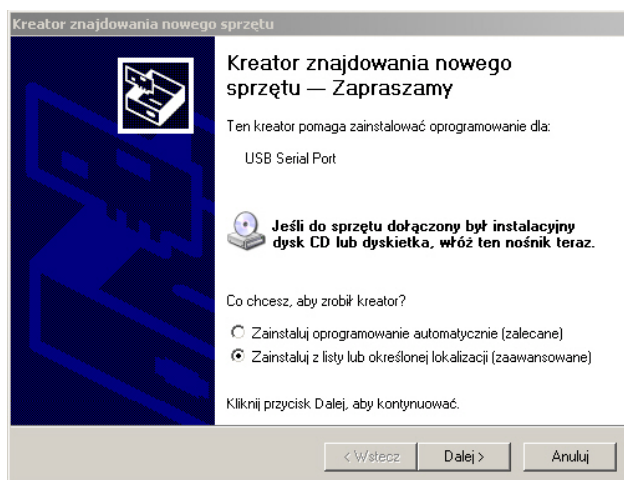 Kreator znajdowania nowego sprzętu
Kreator znajdowania nowego
sprzętu — Zapraszamy
Ten kreator pomaga zainstalować oprogramowanie dla:
USB Serial Port
Jeśli do sprzętu dołączony był instalacyjny
dysk CD lub dyskietka, włóż ten nośnik teraz.
Co chcesz, aby zrobił kreator?
Zainstaluj oprogramowanie automatycznie (zalecane)
Zainstaluj z listy lub określonej lokalizacji (zaawansowane)
Kliknij przycisk Dalej, aby kontynuować.
< Wstecz Dalej > Anuluj